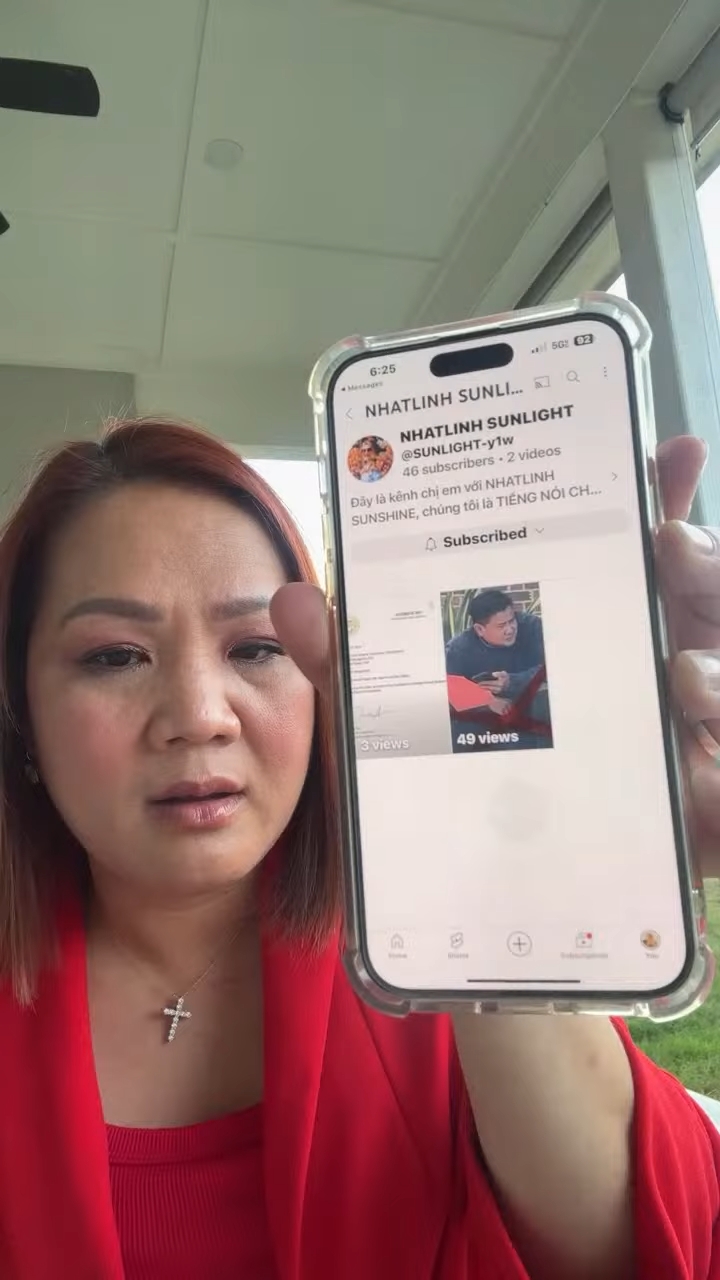 6:25
5G
92
Messages
NHATLINH SUNLI...
NHATLINH SUNLIGHT
@SUNLIGHT-y1w
46 subscribers • 2 videos
Đây là kênh chị em với NHATLINH
SUNSHINE, chúng tôi là TIẾNG NÓI CH...
Subscribed
3 views
49 views
Home
Shorts
Subscriptions
You